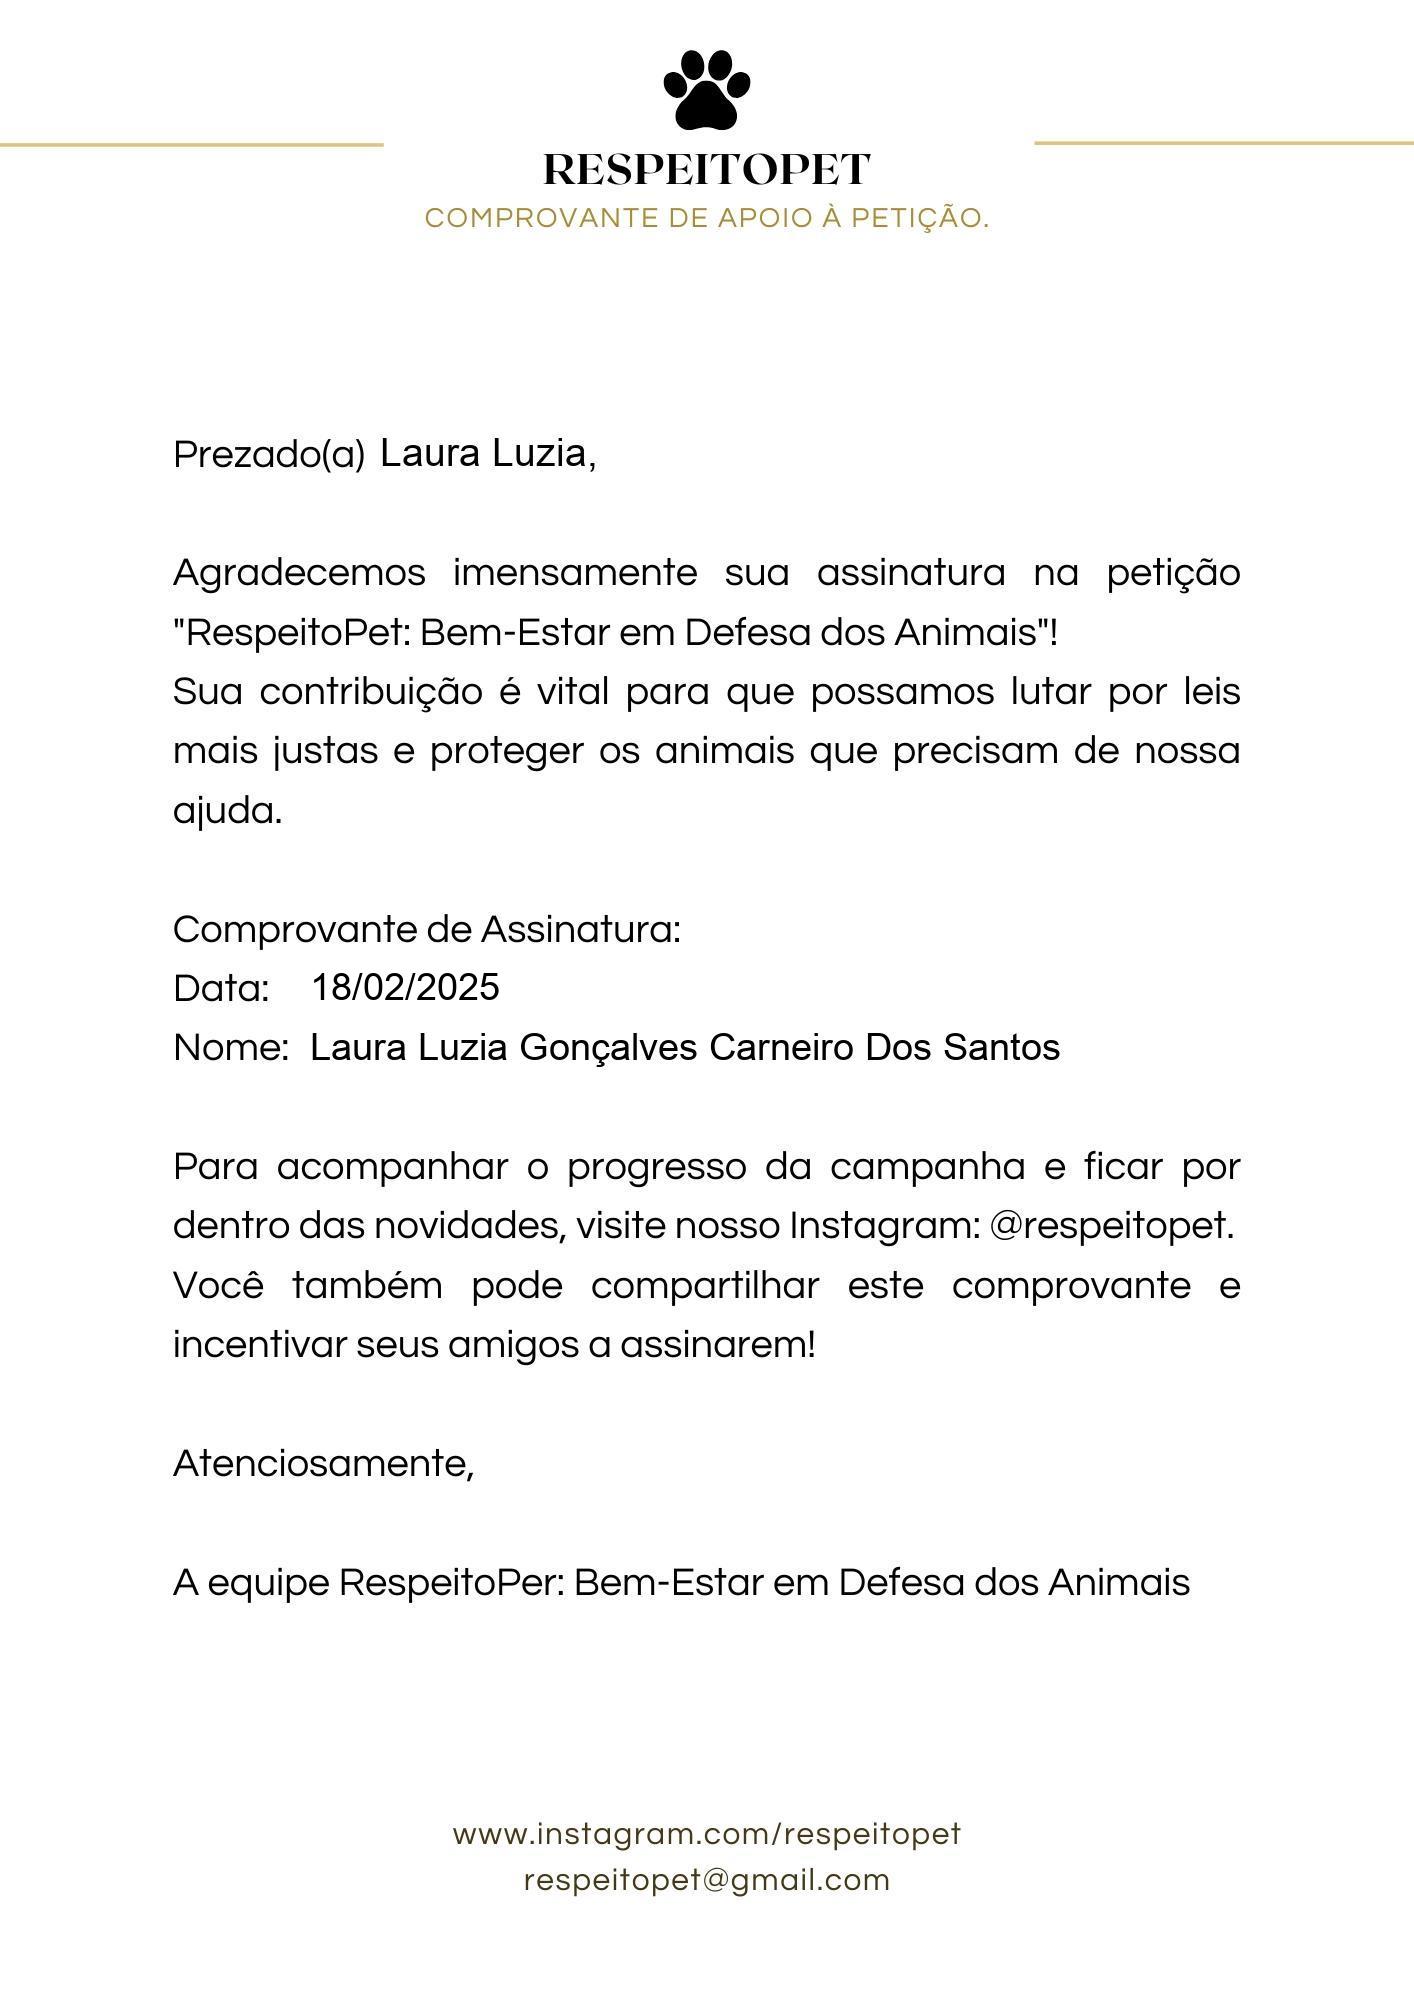 RESPEITOPET
COMPROVANTE DE APOIO À PETIÇÃO.
Prezado(a) Laura Luzia,
Agradecemos imensamente sua assinatura na petição
"RespeitoPet: Bem-Estar em Defesa dos Animais"!
Sua contribuição é vital para que possamos lutar por leis
mais justas e proteger os animais que precisam de nossa
ajuda.
Comprovante de Assinatura:
Data: 18/02/2025
Nome: Laura Luzia Gonçalves Carneiro Dos Santos
Para acompanhar o progresso da campanha e ficar por
dentro das novidades, visite nosso Instagram: @respeitopet.
Você também pode compartilhar este comprovante e
incentivar seus amigos a assinarem!
Atenciosamente,
A equipe RespeitoPer: Bem-Estar em Defesa dos Animais
www.instagram.com/respeitopet
respeitopet@gmail.com